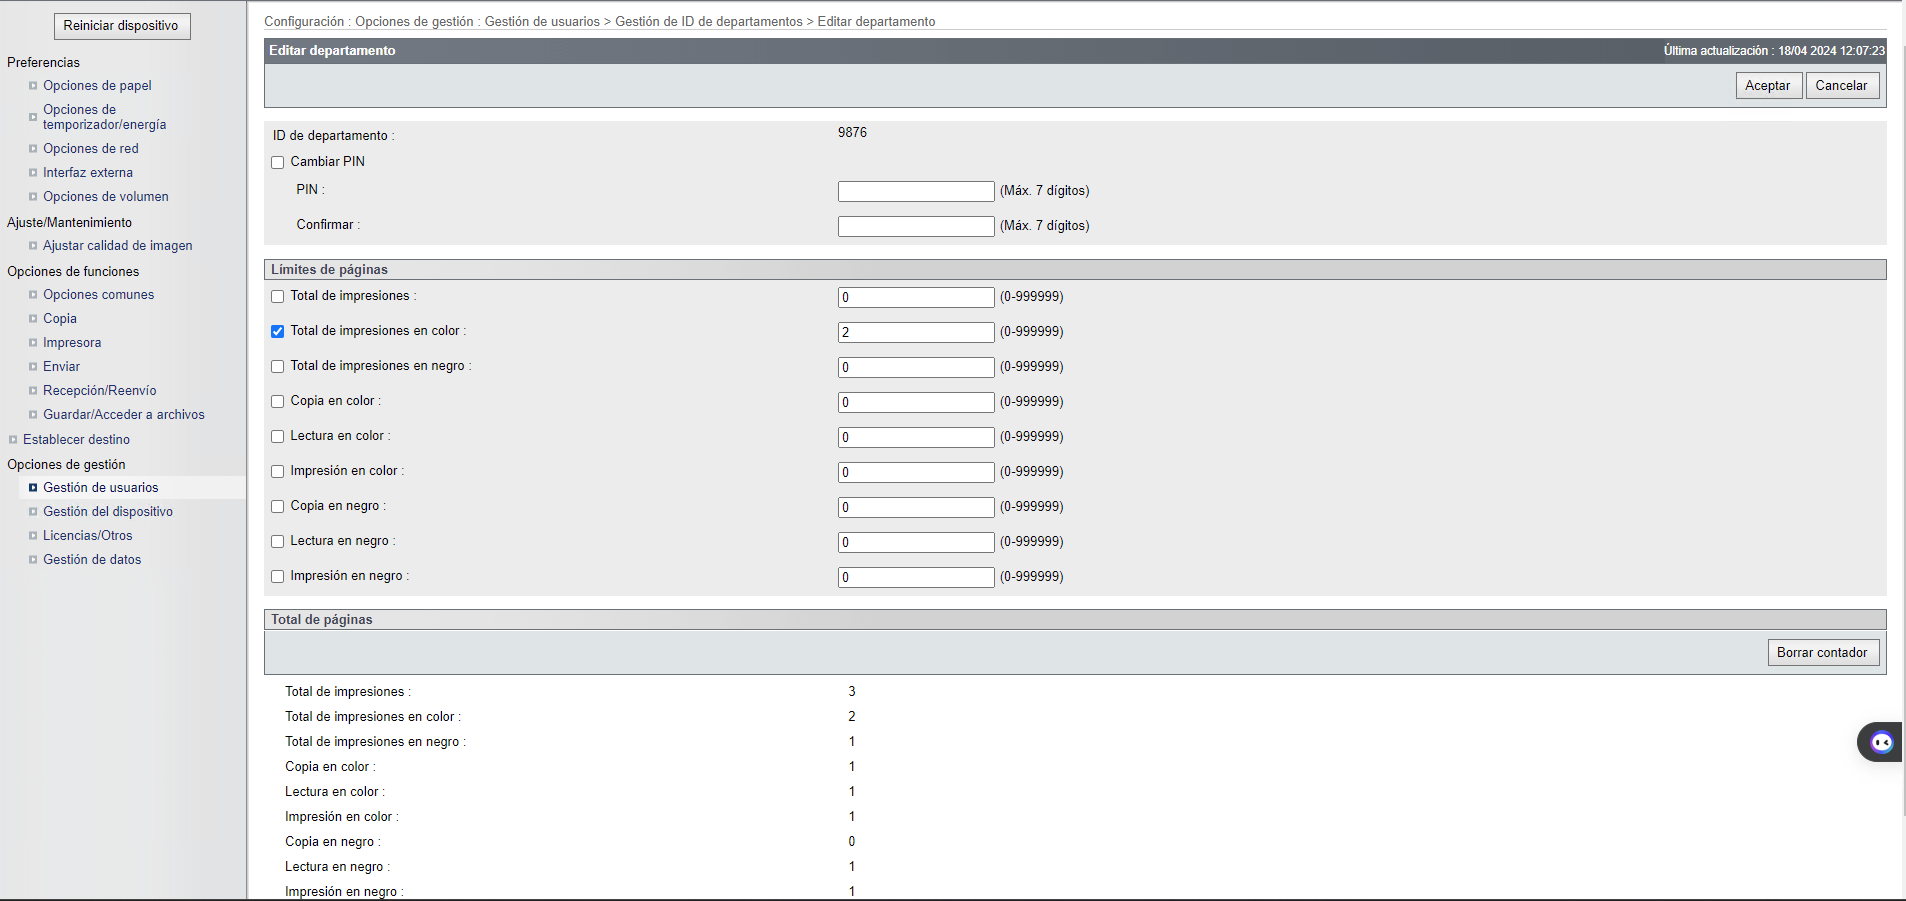 Reiniciar dispositivo
Preferencias
Opciones de papel
Opciones de
temporizador/energía
Opciones de red
Interfaz externa
Opciones de volumen
Ajuste/Mantenimiento
Ajustar calidad de imagen
Opciones de funciones
Opciones comunes
Copia
Impresora
Enviar
Recepción/Reenvío
Guardar/Acceder a archivos
Establecer destino
Opciones de gestión
Gestión de usuarios
Gestión del dispositivo
Licencias/Otros
Gestión de datos
Configuración : Opciones de gestión : Gestión de usuarios > Gestión de ID de departamentos > Editar departamento
Editar departamento Última actualización : 18/04 2024 12:07:23
Aceptar Cancelar
ID de departamento : 9876
Cambiar PIN
PIN : (Máx. 7 dígitos)
Confirmar : (Máx. 7 dígitos)
Límites de páginas
Total de impresiones : 0 (0-999999)
Total de impresiones en color : 2 (0-999999)
Total de impresiones en negro : 0 (0-999999)
Copia en color : 0 (0-999999)
Lectura en color : 0 (0-999999)
Impresión en color : 0 (0-999999)
Copia en negro : 0 (0-999999)
Lectura en negro : 0 (0-999999)
Impresión en negro : 0 (0-999999)
Total de páginas
Borrar contador
Total de impresiones : 3
Total de impresiones en color : 2
Total de impresiones en negro : 1
Copia en color : 1
Lectura en color : 1
Impresión en color : 1
Copia en negro : 0
Lectura en negro : 1
Impresión en negro : 1